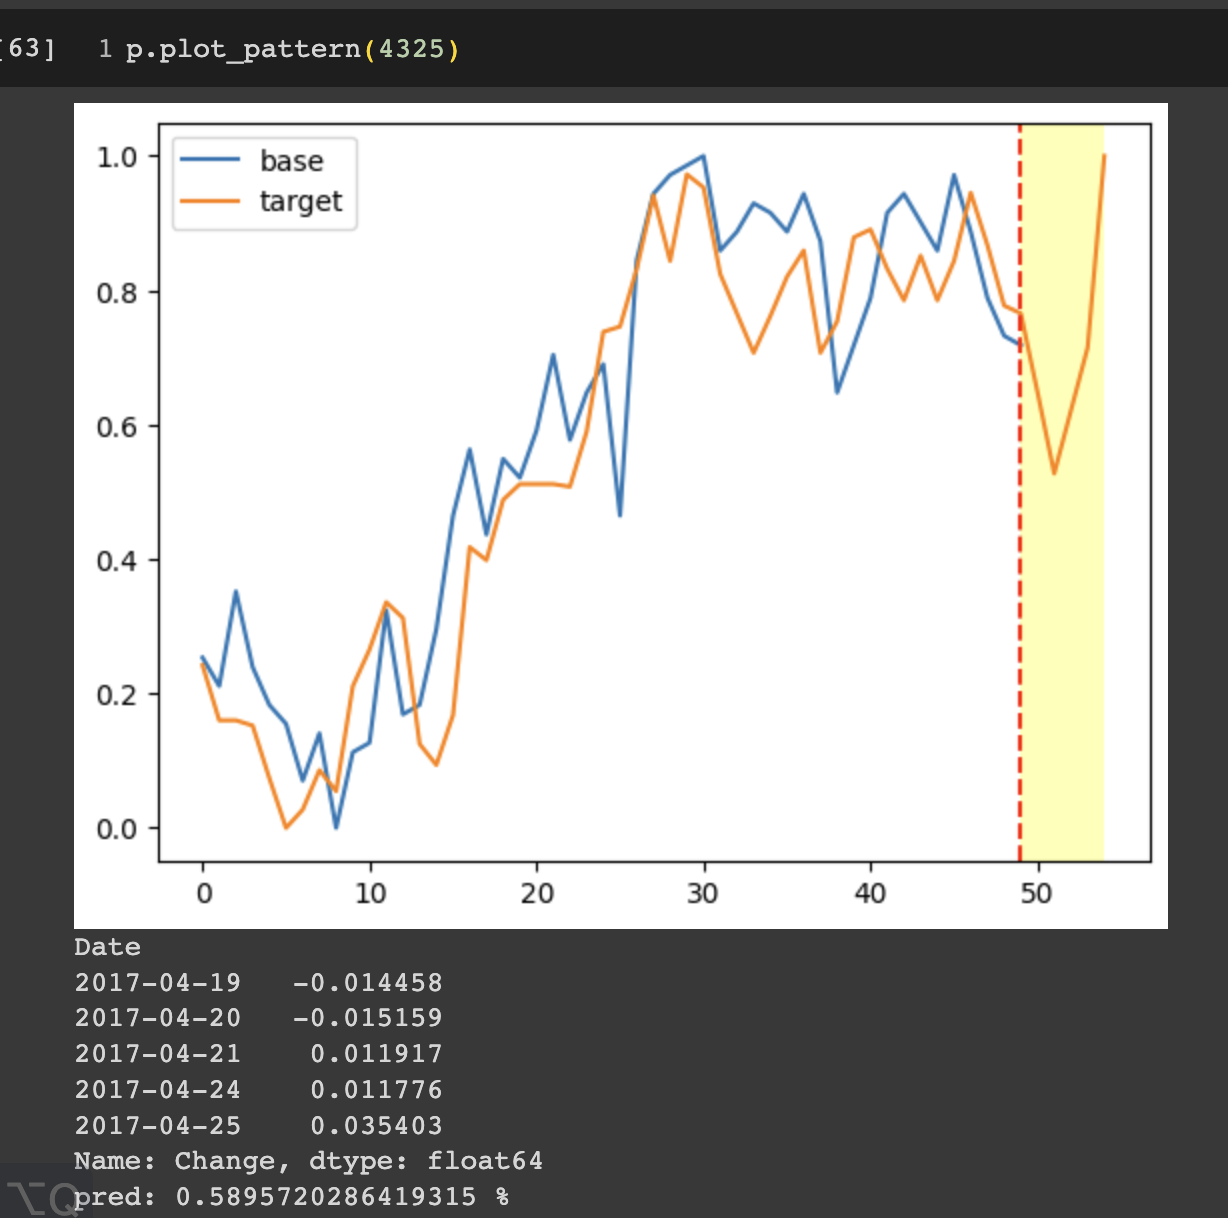 [63] 1 p.plot_pattern(4325)
base
target
1.0
0.8
0.6
0.4
0.2
0.0
0 10 20 30 40 50
Date
2017-04-19 -0.014458
2017-04-20 -0.015159
2017-04-21 0.011917
2017-04-24 0.011776
2017-04-25 0.035403
Name: Change, dtype: float64
pred: 0.5895720286419315 %
⌥Q